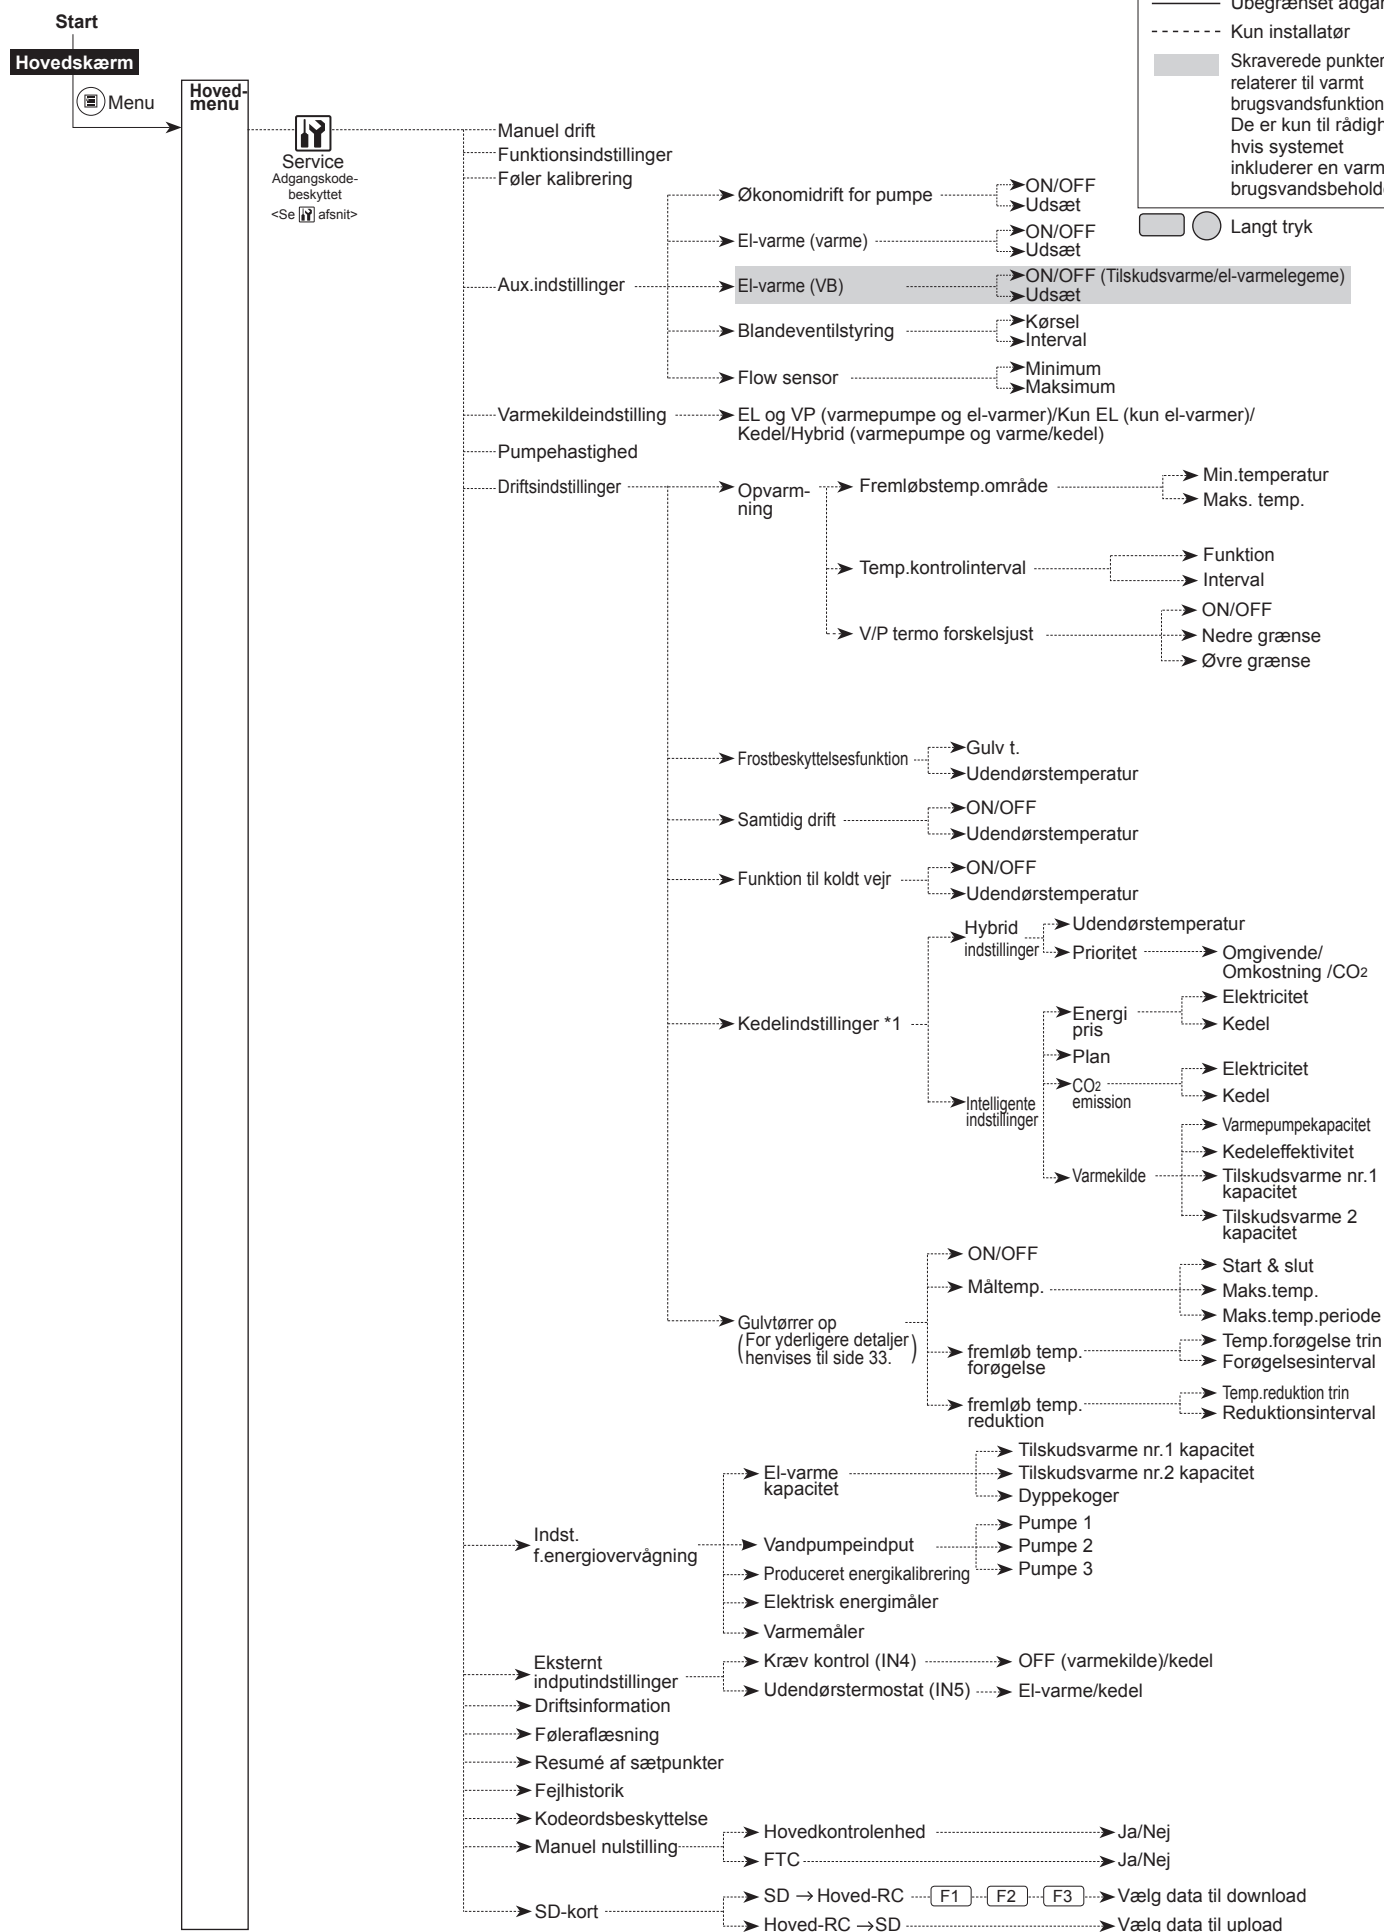 Start
Hovedskærm
Menu
Hoved-
menu
Service
Adgangskode-
beskyttet
<Se afsnit>
Ubegrænset
Kun installatør
Skraverede
relaterer til varmt
De er kun til
hvis systemet
inkluderer en
Langt tryk
Manuel drift
Funktionsindstillinger
Føler kalibrering
Aux.indstillinger
Økonomidrift for pumpe
ON/OFF
Udsæt
El-varme (varme)
ON/OFF
Udsæt
El-varme (VB)
ON/OFF (Tilskudsvarme/el-varmelegeme)
Udsæt
Blandeventilstyring
Kørsel
Interval
Flow sensor
Minimum
Maksimum
Varmekildeindstilling
EL og VP (varmepumpe og el-varmer)/Kun EL (kun el-varmer)/
Kedel/Hybrid (varmepumpe og varme/kedel)
Pumpehastighed
Driftsindstillinger
Opvarm-
ning
Fremløbstemp.område
Min.temperatur
Maks. temp.
Temp.kontrolinterval
Funktion
Interval
V/P termo forskelsjust
ON/OFF
Nedre grænse
Øvre grænse
Frostbeskyttelsesfunktion
Gulv t.
Udendørstemperatur
Samtidig drift
ON/OFF
Udendørstemperatur
Funktion til koldt vejr
ON/OFF
Udendørstemperatur
Kedelindstillinger *1
Hybrid
indstillinger
Udendørstemperatur
Prioritet
Omgivende/
Omkostning /CO2
Intelligente
indstillinger
Energi
pris
Elektricitet
Kedel
Plan
CO2
emission
Elektricitet
Kedel
Varmekilde
Varmepumpekapacitet
Kedeleffektivitet
Tilskudsvarme nr.1
kapacitet
Tilskudsvarme 2
kapacitet
Gulvtørrer op
(For yderligere detaljer
henvises til side 33.)
ON/OFF
Måltemp.
Start & slut
Maks.temp.
Maks.temp.periode
fremløb temp.
forøgelse
Temp.forøgelse trin
Forøgelsesinterval
fremløb temp.
reduktion
Temp.reduktion trin
Reduktionsinterval
Indst.
f.energiovervågning
El-varme
kapacitet
Tilskudsvarme nr.1 kapacitet
Tilskudsvarme nr.2 kapacitet
Dyppekoger
Vandpumpeindput
Pumpe 1
Pumpe 2
Pumpe 3
Produceret energikalibrering
Elektrisk energimåler
Varmemåler
Eksternt
indputindstillinger
Kræv kontrol (IN4)
OFF (varmekilde)/kedel
Udendørstermostat (IN5)
El-varme/kedel
Driftsinformation
Føleraflæsning
Resumé af sætpunkter
Fejlhistorik
Kodeordsbeskyttelse
Manuel nulstilling
Hovedkontrolenhed
Ja/Nej
FTC
Ja/Nej
SD-kort
SD → Hoved-RC
F1
F2
F3
Vælg data til download
Hoved-RC → SD
Vælg data til upload